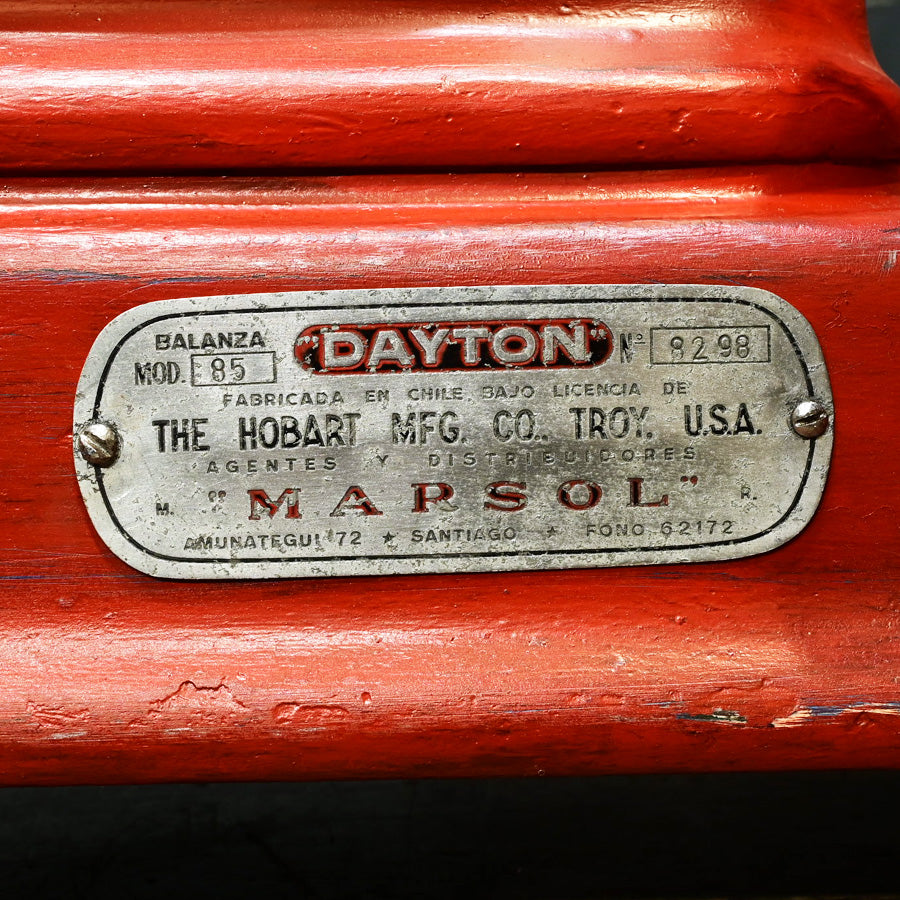 BALANZA "DAYTON" Nº 8298
MOD. 85
FABRICADA EN CHILE BAJO LICENCIA DE
THE HOBART MFG. CO., TROY, U.S.A.
AGENTES Y DISTRIBUIDORES
M. "MARSOL" R.
AMUNATEGUI 72 ★ SANTIAGO ★ FONO 62172